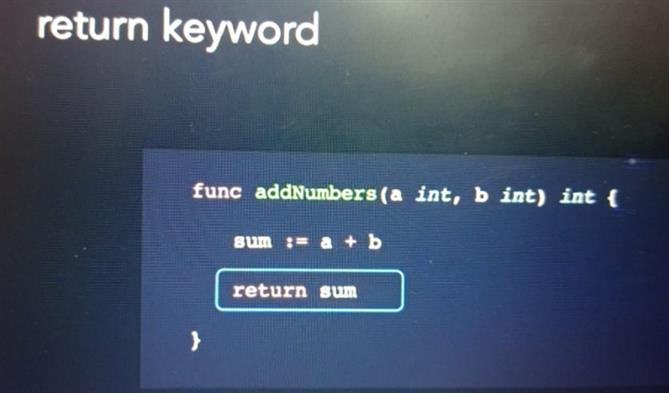 return keyword
func addNumbers(a int, b int) int {
sum := a + b
return sum
}